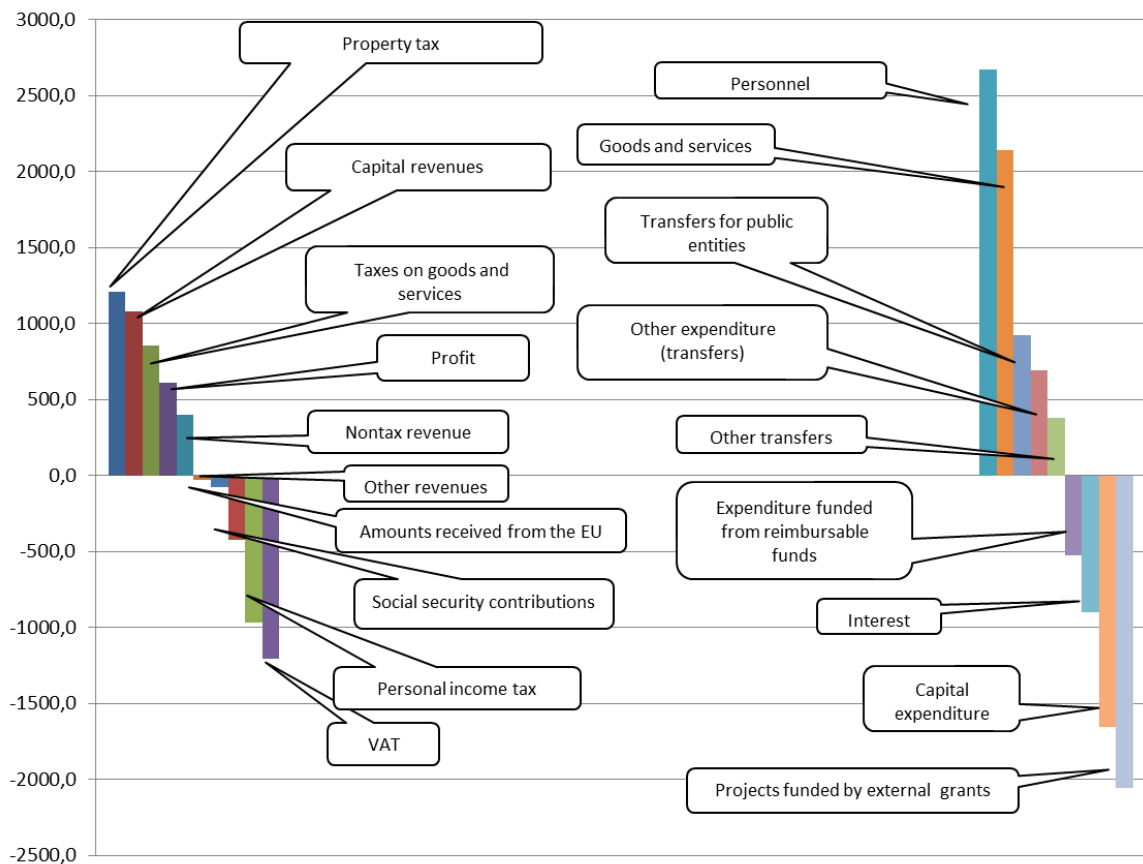 3000,0
2500,0
2000,0
1500,0
1000,0
500,0
0,0
-500,0
-1000,0
-1500,0
-2000,0
-2500,0
Property tax
Capital revenues
Taxes on goods and
services
Profit
Nontax revenue
Other revenues
Amounts received from the EU
Social security contributions
Personal income tax
VAT
Personnel
Goods and services
Transfers for public
entities
Other expenditure
(transfers)
Other transfers
Expenditure funded
from reimbursable
funds
Interest
Capital
expenditure
Projects funded by external grants